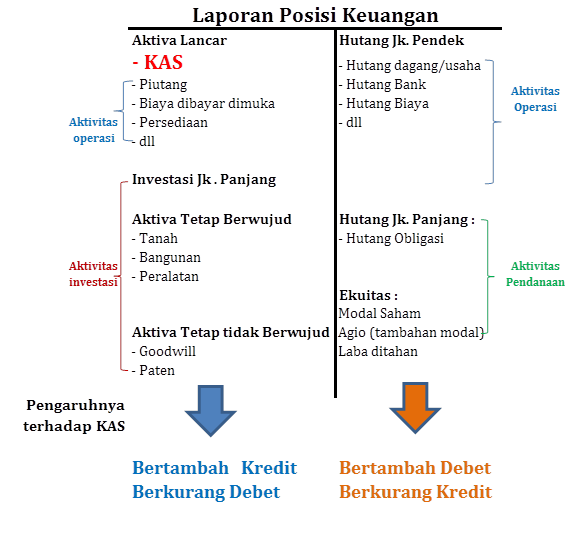 Laporan Posisi Keuangan
Aktiva Lancar
- KAS
- Piutang
- Biaya dibayar dimuka
- Persediaan
- dll
Aktivitas
operasi
Investasi Jk . Panjang
Aktiva Tetap Berwujud
- Tanah
- Bangunan
- Peralatan
Aktivitas
investasi
Aktiva Tetap tidak Berwujud
- Goodwill
- Paten
Hutang Jk. Pendek
- Hutang dagang/usaha
- Hutang Bank
- Hutang Biaya
- dll
Aktivitas
Operasi
Hutang Jk. Panjang :
- Hutang Obligasi
Ekuitas :
Modal Saham
Agio (tambahan modal)
Laba ditahan
Aktivitas
Pendanaan
Pengaruhnya
terhadap KAS
Bertambah Kredit
Berkurang Debet
Bertambah Debet
Berkurang Kredit